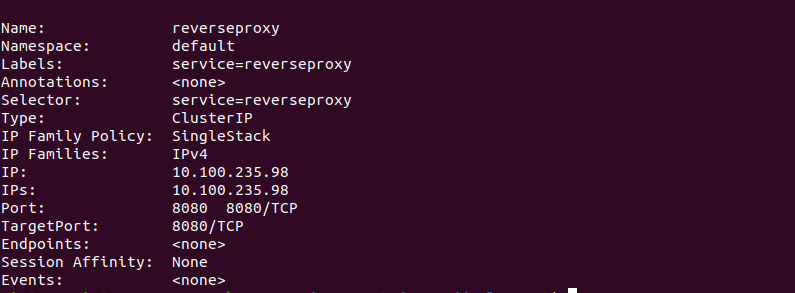 Name: reverseproxy
Namespace: default
Labels: service=reverseproxy
Annotations: <none>
Selector: service=reverseproxy
Type: ClusterIP
IP Family Policy: SingleStack
IP Families: IPv4
IP: 10.100.235.98
IPs: 10.100.235.98
Port: 8080 8080/TCP
TargetPort: 8080/TCP
Endpoints: <none>
Session Affinity: None
Events: <none>